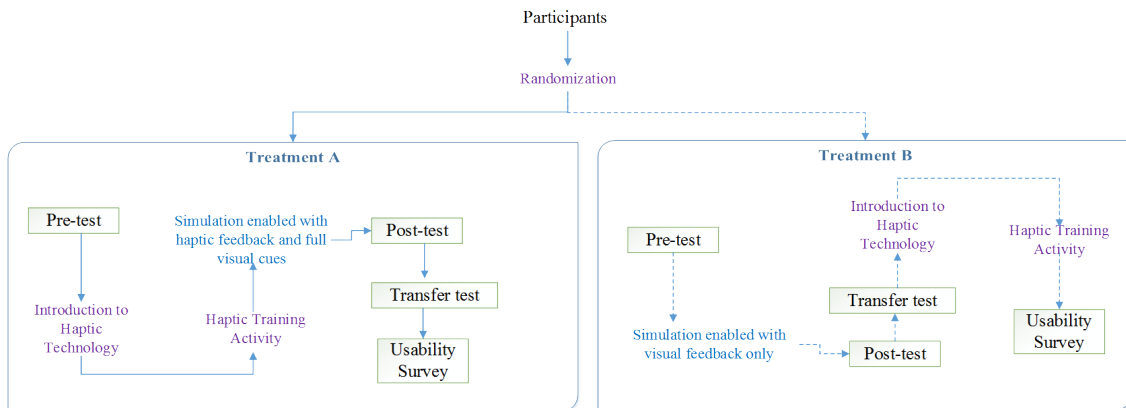 Participants
Randomization
Treatment A
Pre-test
Introduction to
Haptic
Technology
Haptic Training
Activity
Simulation enabled with
haptic feedback and full
visual cues
Post-test
Transfer test
Usability
Survey
Treatment B
Pre-test
Simulation enabled with
visual feedback only
Post-test
Transfer test
Introduction to
Haptic
Technology
Haptic Training
Activity
Usability
Survey